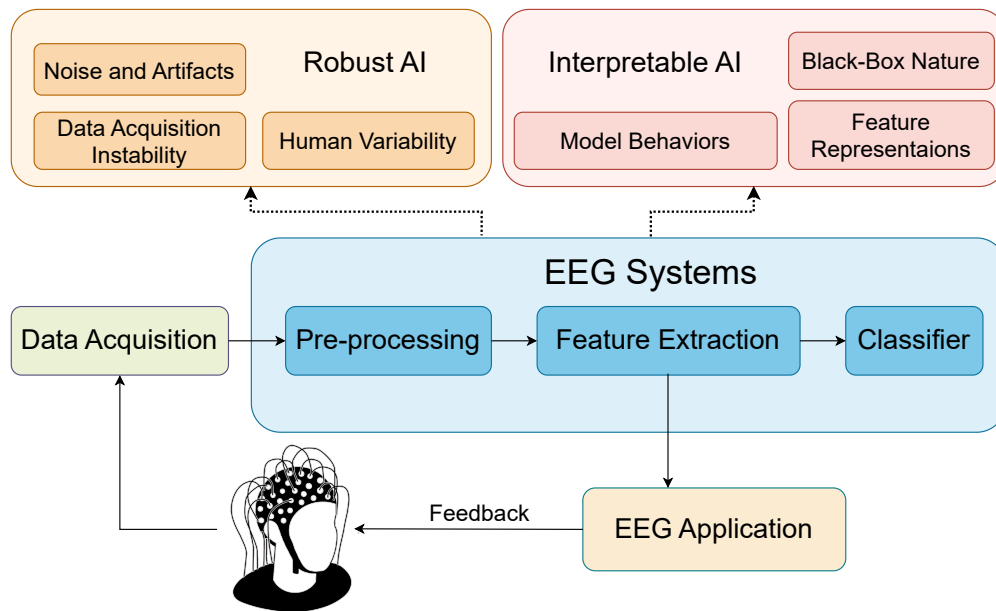 Robust AI
Noise and Artifacts
Data Acquisition
Instability
Human Variability
Interpretable AI
Black-Box Nature
Model Behaviors
Feature
Representaions
EEG Systems
Data Acquisition
Pre-processing
Feature Extraction
Classifier
Feedback
EEG Application